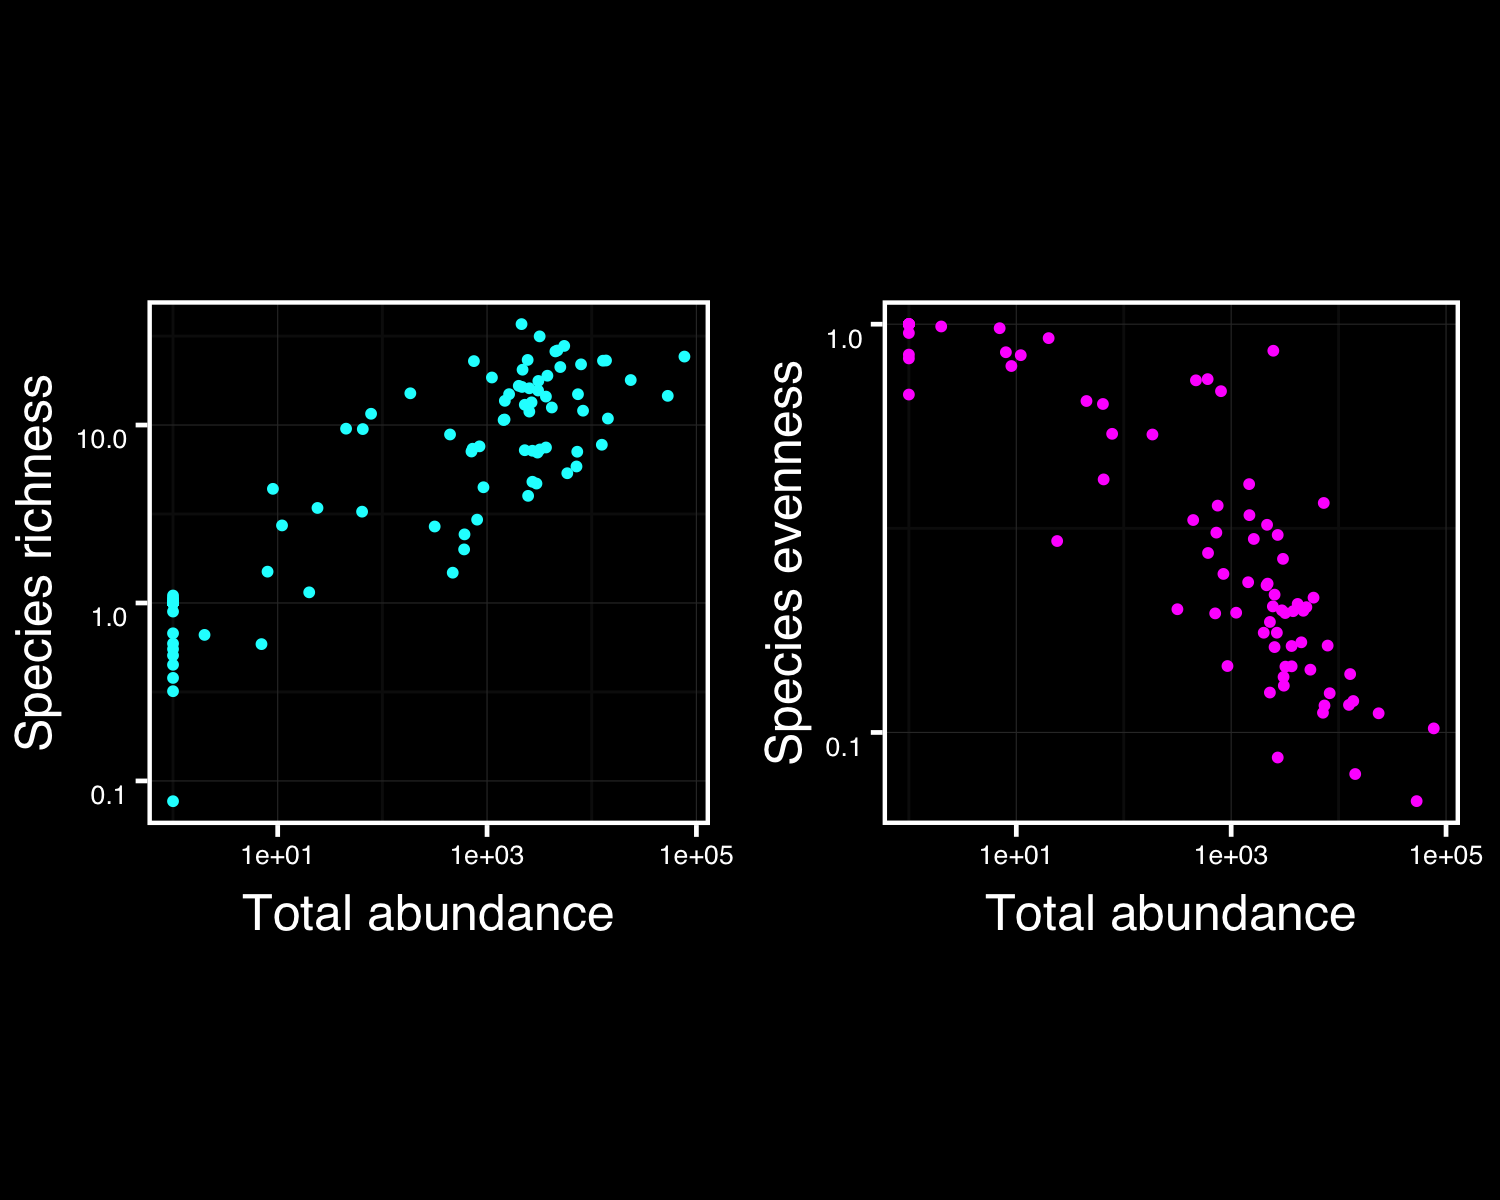 Species richness
10.0
1.0
0.1
1e+01 1e+03 1e+05
Total abundance
Species evenness
1.0
0.1
1e+01 1e+03 1e+05
Total abundance